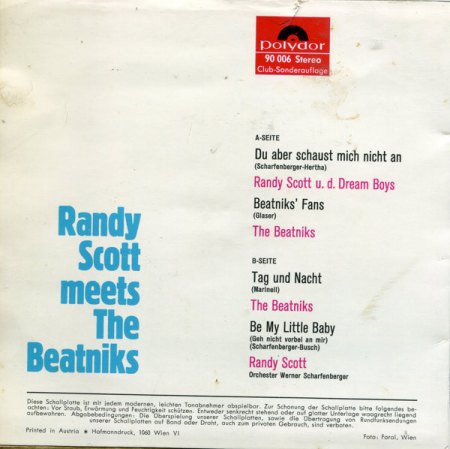 polydor
90 006 Stereo
Club-Sonderauflage
A-SEITE
Du aber schaust mich nicht an
(Scharfenberger-Hertha)
Randy Scott u. d. Dream Boys
Beatniks' Fans
(Glaser)
The Beatniks
B-SEITE
Tag und Nacht
(Marinell)
The Beatniks
Be My Little Baby
(Geh nicht vorbei an mir)
(Scharfenberger-Busch)
Randy Scott
Orchester Werner Scharfenberger
Randy
Scott
meets
The
Beatniks
Diese Schallplatte ist mit jedem modernen, leichten Tonabnehmer abspielbar. Zur Schonung der Schallplatte bitte folgendes be-
achten: Vor Staub, Erwärmung und Feuchtigkeit schützen. Entweder senkrecht stehend oder auf glatter Unterlage waagrecht liegend
aufbewahren. Abgabebedingungen: Die Überspielung unserer Schallplatten, sowie die Übertragung von Rundfunksendungen
unserer Schallplatten auf Band oder Draht, auch zum privaten Gebrauch, sind verboten.
Printed in Austria ★ Hofmanndruck, 1060 Wien VI
Foto: Forai, Wien